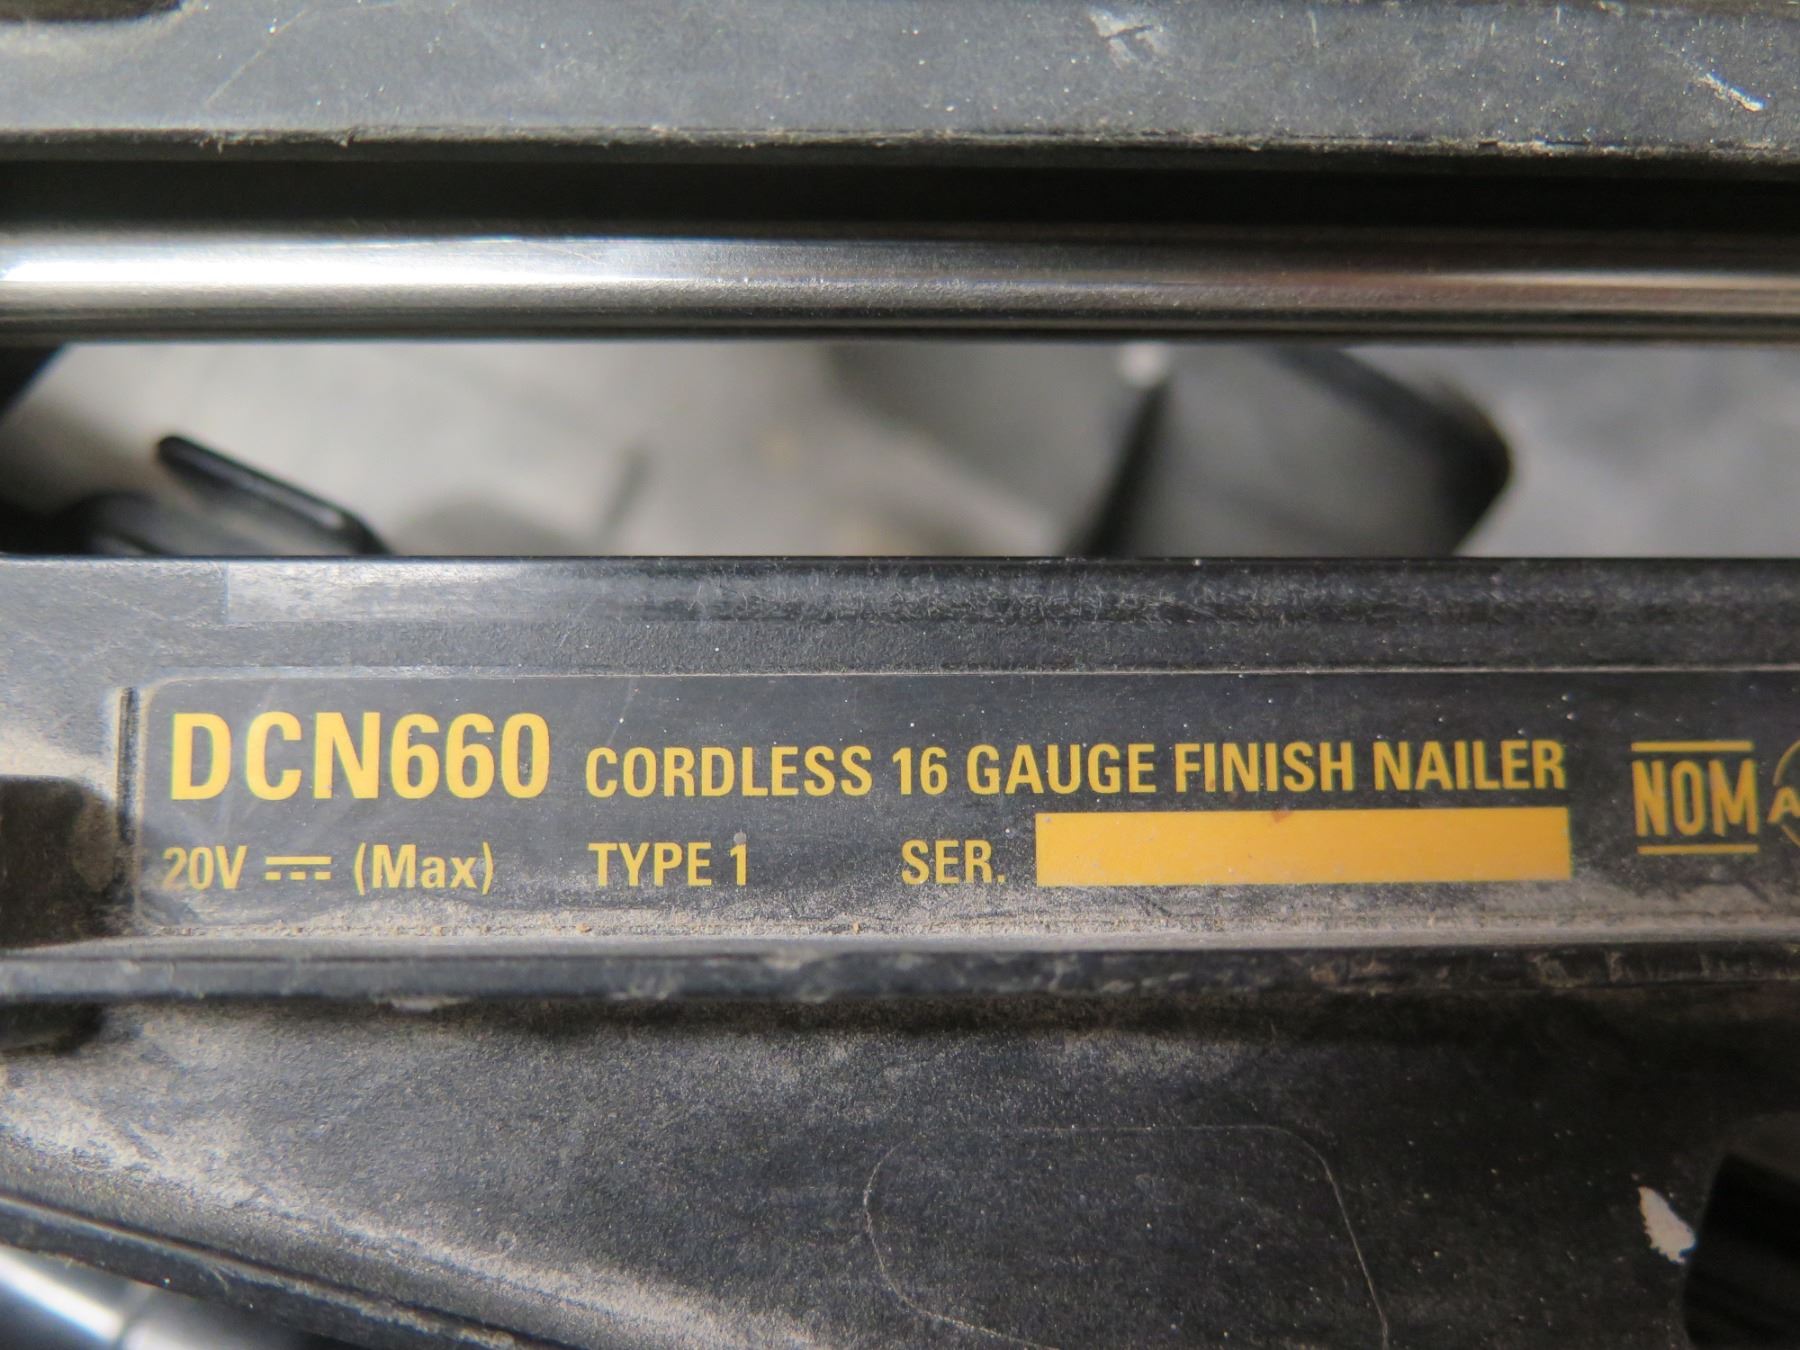 DCN660 CORDLESS 16 GAUGE FINISH NAILER
20V ⎓ (Max) TYPE 1 SER.
NOM